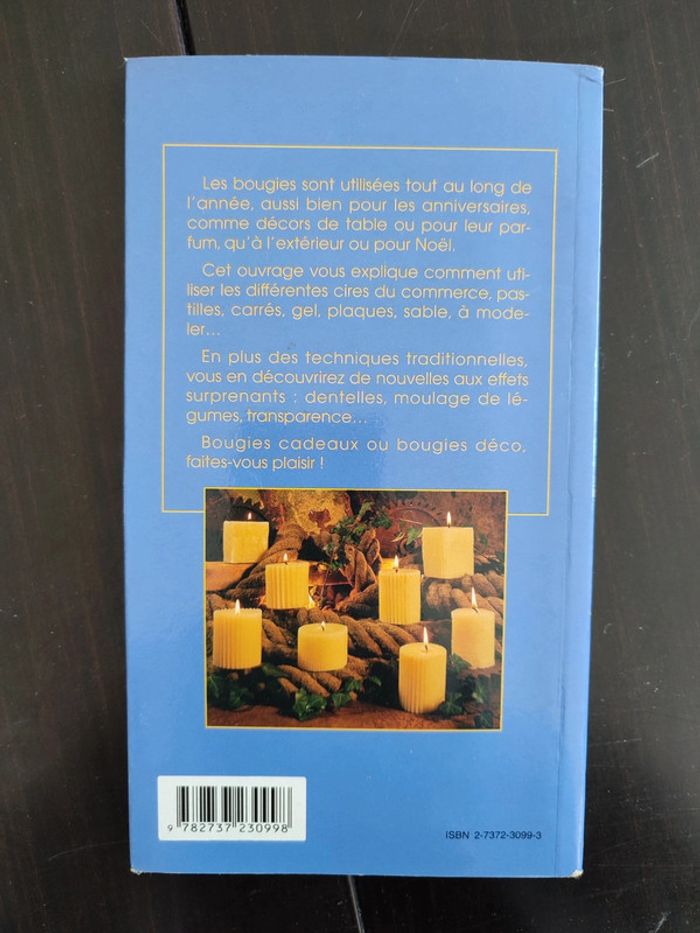 Les bougies sont utilisées tout au long de
l'année, aussi bien pour les anniversaires,
comme décors de table ou pour leur par-
fum, qu'à l'extérieur ou pour Noël.
Cet ouvrage vous explique comment uti-
liser les différentes cires du commerce, pas-
tilles, carrés, gel, plaques, sable, à mode-
ler...
En plus des techniques traditionnelles,
vous en découvrirez de nouvelles aux effets
surprenants : dentelles, moulage de lé-
gumes, transparence...
Bougies cadeaux ou bougies déco,
faites-vous plaisir !
9 782737 230998
ISBN 2-7372-3099-3